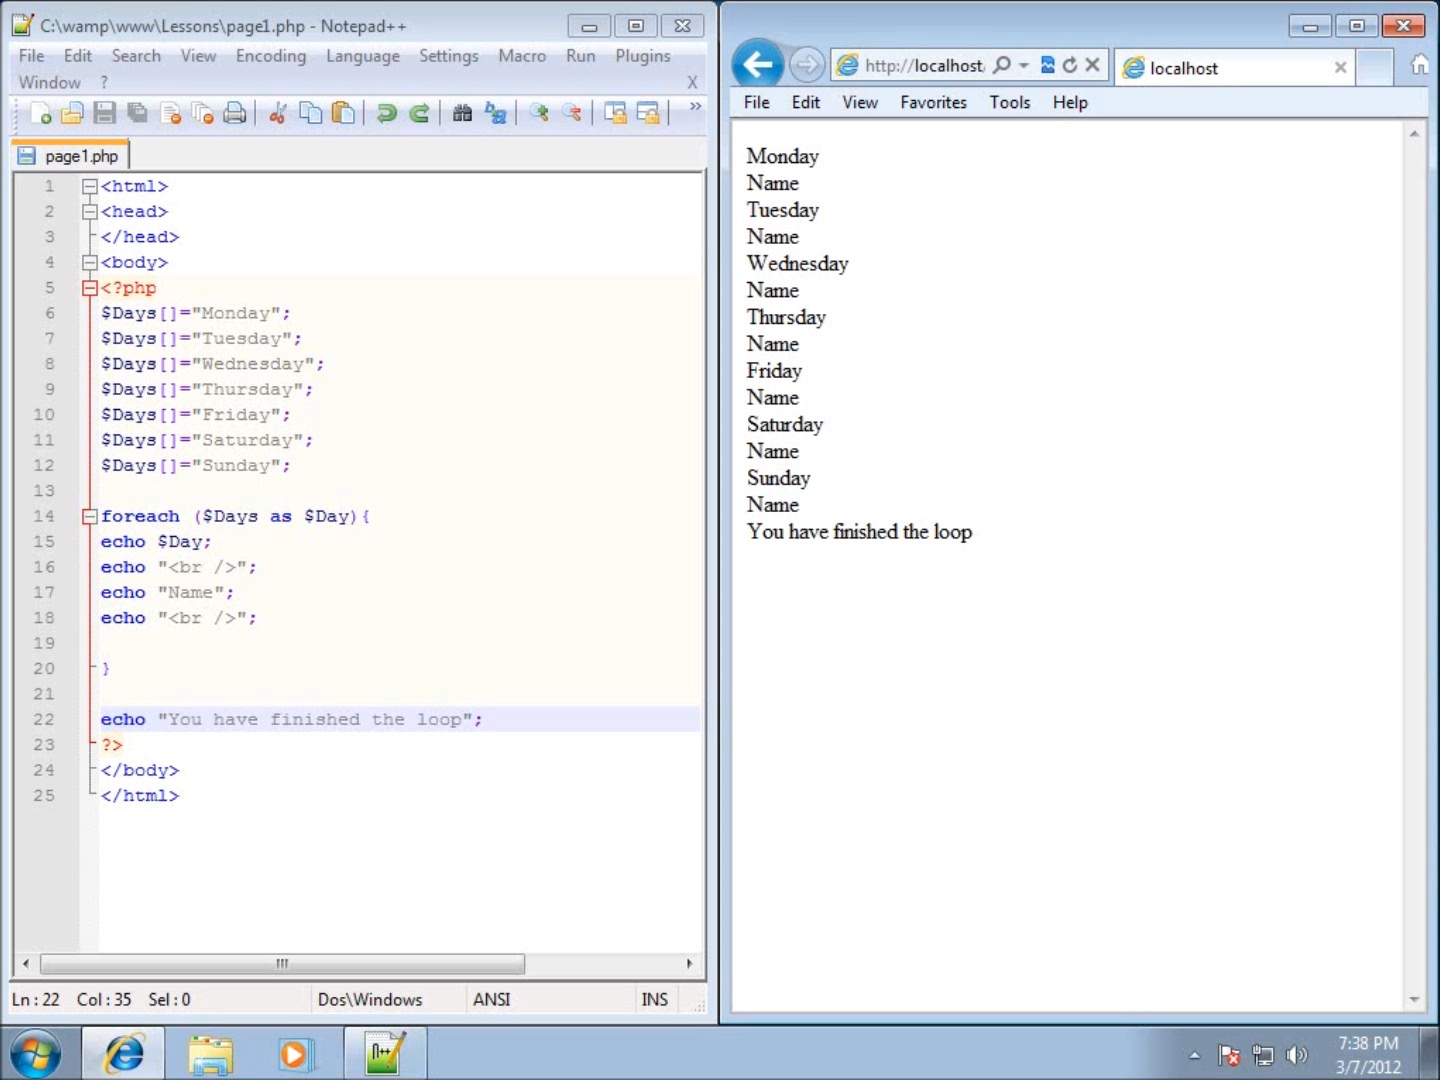 C:\wamp\www\Lessons\page1.php - Notepad++
File Edit Search View Encoding Language Settings Macro Run Plugins
Window ? X
page1.php
1 <html>
2 <head>
3 </head>
4 <body>
5 <?php
6 $Days[]="Monday";
7 $Days[]="Tuesday";
8 $Days[]="Wednesday";
9 $Days[]="Thursday";
10 $Days[]="Friday";
11 $Days[]="Saturday";
12 $Days[]="Sunday";
13
14 foreach ($Days as $Day){
15 echo $Day;
16 echo "<br />";
17 echo "Name";
18 echo "<br />";
19
20 }
21
22 echo "You have finished the loop";
23 ?>
24 </body>
25 </html>
Ln : 22 Col : 35 Sel : 0 Dos\Windows ANSI INS
http://localhost
localhost
File Edit View Favorites Tools Help
Monday
Name
Tuesday
Name
Wednesday
Name
Thursday
Name
Friday
Name
Saturday
Name
Sunday
Name
You have finished the loop
7:38 PM
3/7/2012